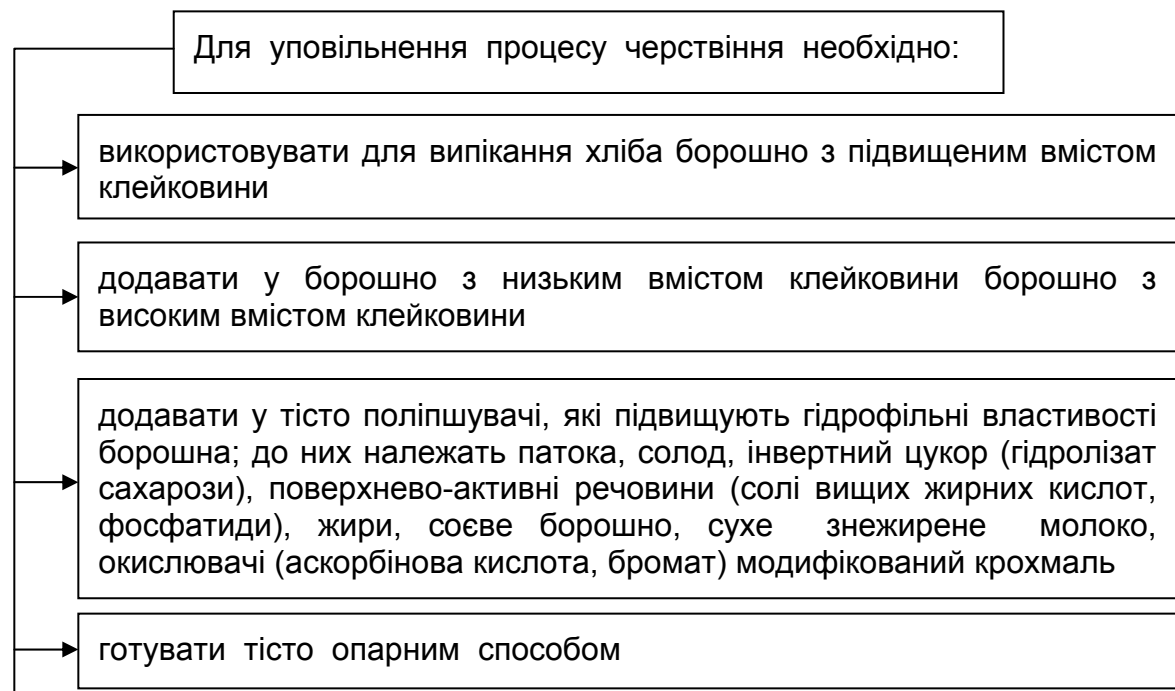 Для уповільнення процесу черствіння необхідно:
використовувати для випікання хліба борошно з підвищеним вмістом
клейковини
додавати у борошно з низьким вмістом клейковини борошно з
високим вмістом клейковини
додавати у тісто поліпшувачі, які підвищують гідрофільні властивості
борошна; до них належать патока, солод, інвертний цукор (гідролізат
сахарози), поверхнево-активні речовини (солі вищих жирних кислот,
фосфатиди), жири, соєве борошно, сухе знежирене молоко,
окислювачі (аскорбінова кислота, бромат) модифікований крохмаль
готувати тісто опарним способом